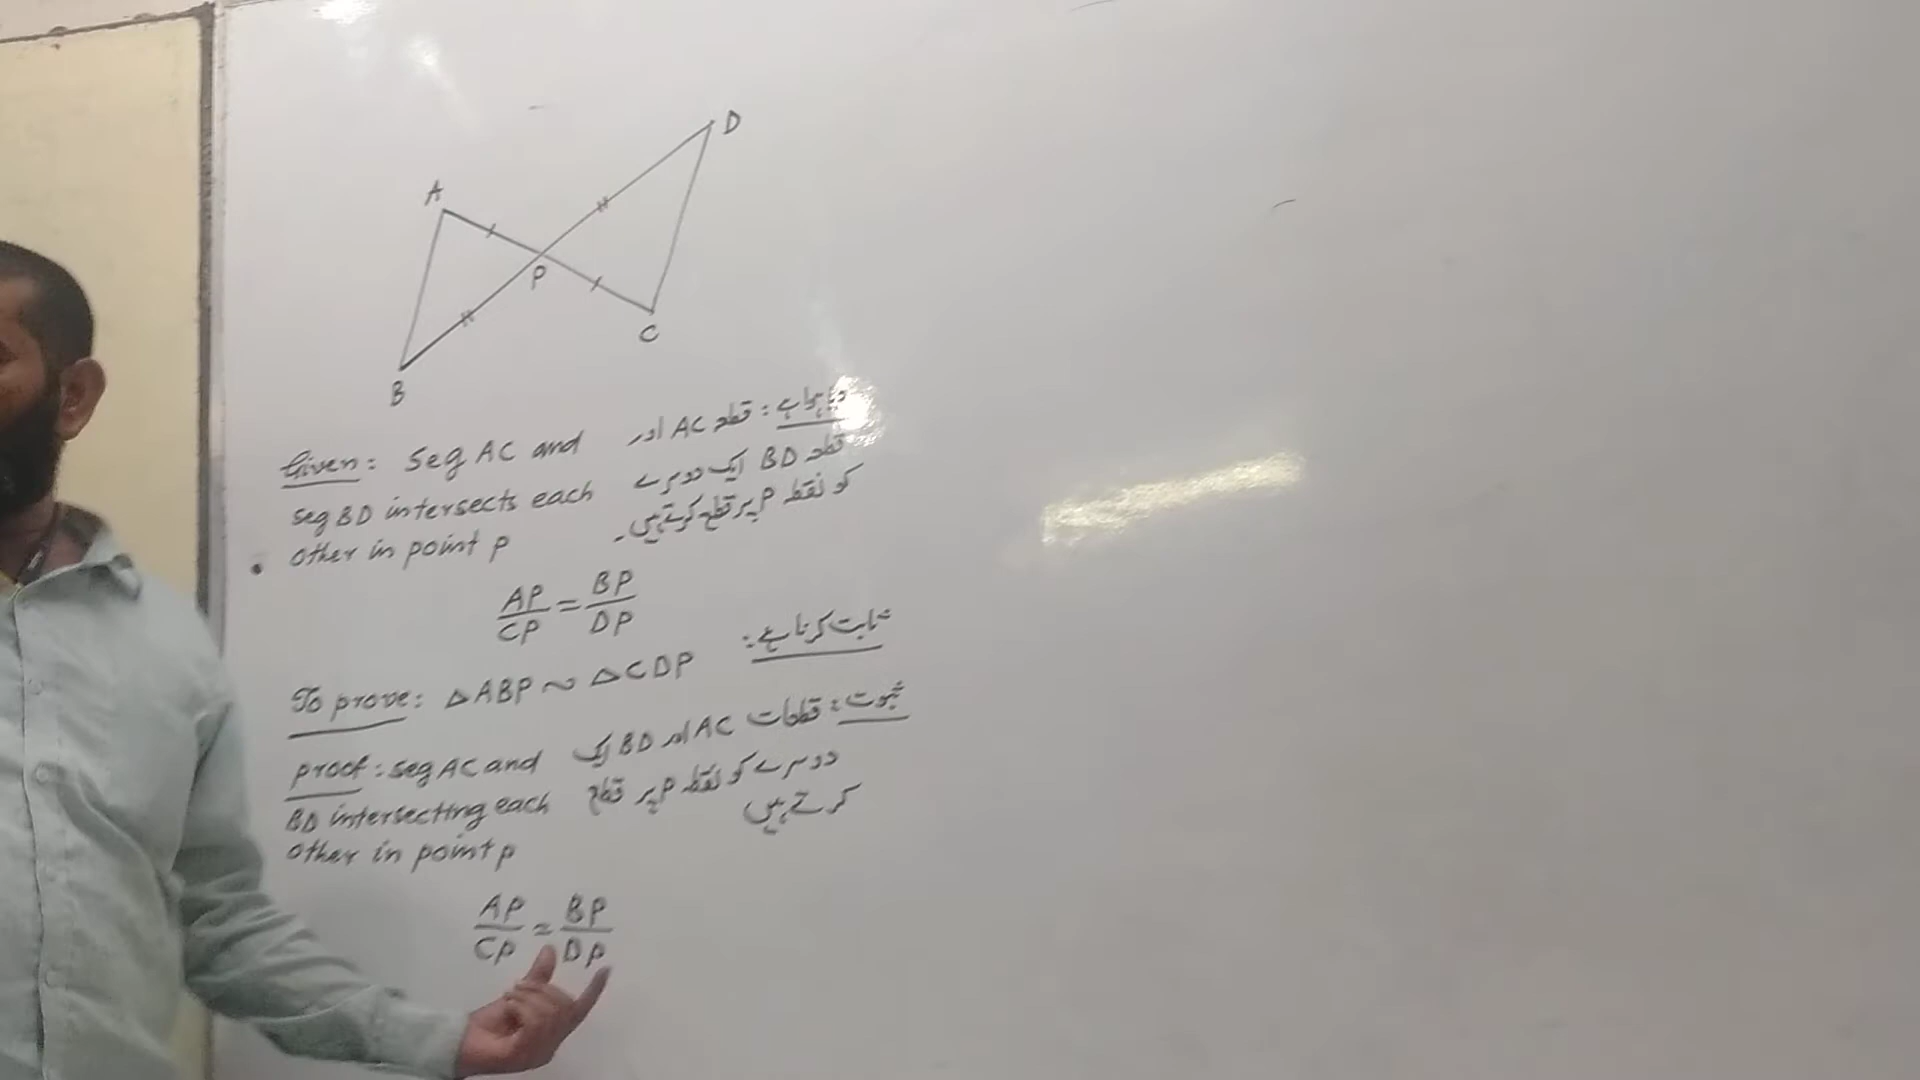 A
D
P
C
B
Given: Seg AC and
seg BD intersects each
other in point P
دیا ہوا ہے : قطعہ AC اور
قطعہ BD ایک دوسرے
کو نقطہ P پر قطع کرتے ہیں۔
AP/CP = BP/DP
ثابت کرنا ہے :
To prove: △ABP ~ △CDP
proof: seg AC and
BD intersecting each
other in point P
ثبوت : قطعات AC اور BD ایک
دوسرے کو نقطہ P پر قطع
کرتے ہیں
AP/CP = BP/DP